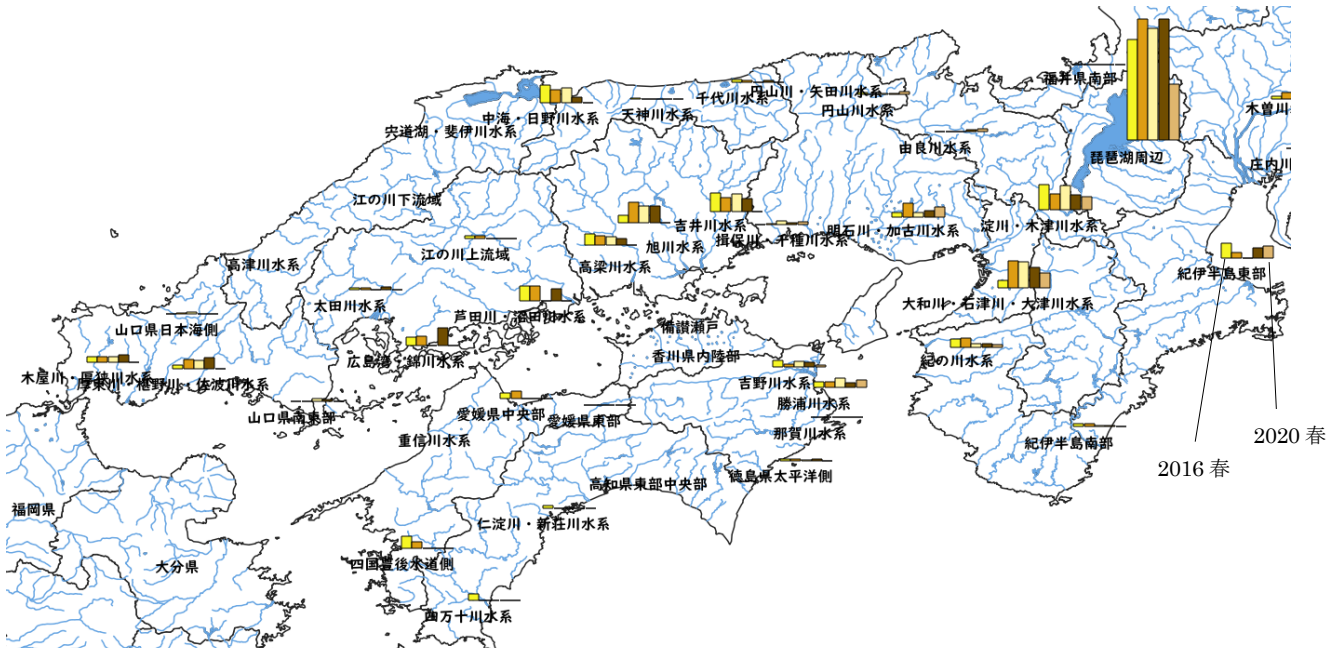 福井県南部
木曽川
千代川水系
円山川・矢田川水系
円山川水系
天神川水系
中海・日野川水系
宍道湖・斐伊川水系
由良川水系
琵琶湖周辺
庄内川
江の川下流域
吉井川水系
揖保川・千種川水系
明石川・加古川水系
淀川・木津川水系
旭川水系
江の川上流域
高梁川水系
高津川水系
紀伊半島東部
太田川水系
大和川・石津川・大津川水系
芦田川・沼田川水系
山口県日本海側
備讃瀬戸
香川県内陸部
広島湾・錦川水系
紀の川水系
木屋川・厚狭川水系
厚東川・椹野川・佐波川水系
吉野川水系
勝浦川水系
山口県南東部
愛媛県中央部
愛媛県東部
那賀川水系
重信川水系
紀伊半島南部
2020 春
2016 春
徳島県太平洋側
高知県東部中央部
福岡県
仁淀川・新荘川水系
大分県
四国豊後水道側
四万十川水系